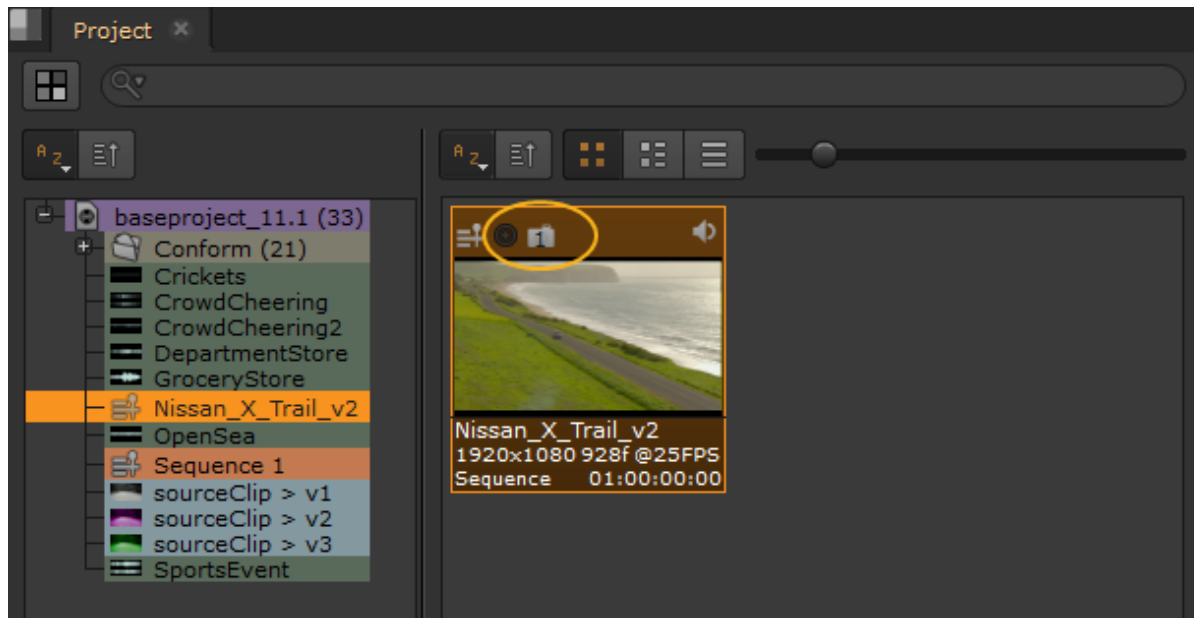 Project
A Z
A Z
baseproject_11.1 (33)
Conform (21)
Crickets
CrowdCheering
CrowdCheering2
DepartmentStore
GroceryStore
Nissan_X_Trail_v2
OpenSea
Sequence 1
sourceClip > v1
sourceClip > v2
sourceClip > v3
SportsEvent
1
Nissan_X_Trail_v2
1920x1080 928f @25FPS
Sequence 01:00:00:00